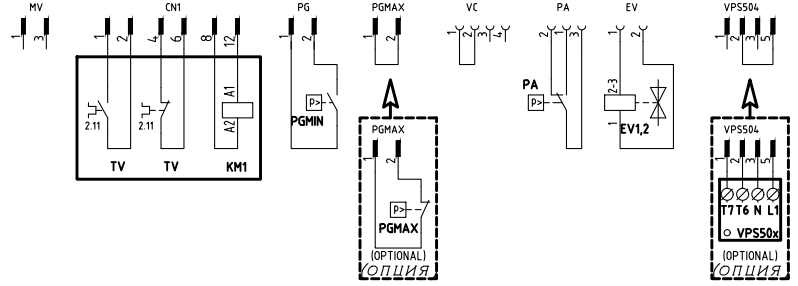 MV CN1 PG PGMAX VC PA EV VPS504
1 3 1 2 4 6 8 12 1 2 1 2 1 2 3 4 2 1 3 1 2 1 2 3 5
A1
A2
2.11 2.11
TV TV KM1
P> PGMIN
PA P>
2-3
1
EV1,2
PGMAX
1 2
P>
PGMAX
(OPTIONAL)
(ОПЦИЯ
VPS504
1 2 3 5
T7 T6 N L1
VPS50x
(OPTIONAL)
(ОПЦИЯ